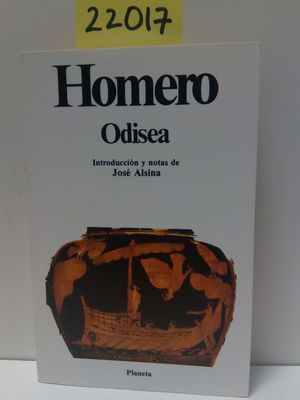 22017
Homero
Odisea
Introducción y notas de
José Alsina
Planeta